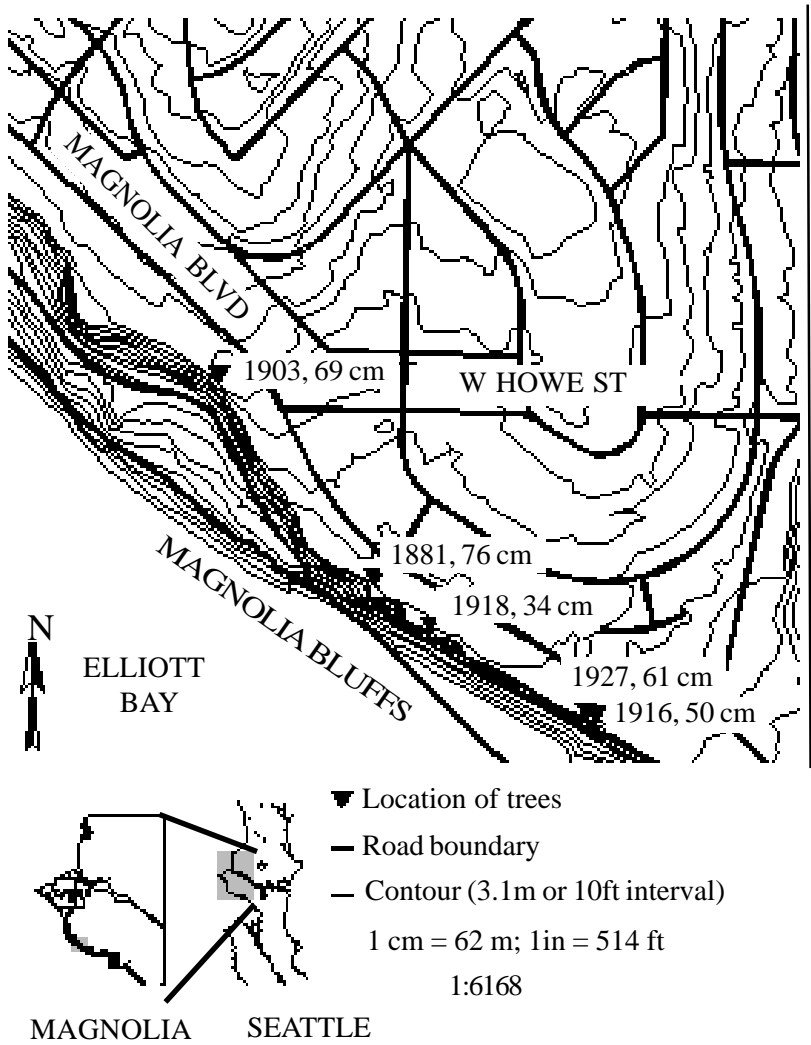 MAGNOLIA BLVD
1903, 69 cm
W HOWE ST
1881, 76 cm
1918, 34 cm
MAGNOLIA BLUFFS
N
ELLIOTT
BAY
1927, 61 cm
1916, 50 cm
Location of trees
Road boundary
Contour (3.1m or 10ft interval)
1 cm = 62 m; 1in = 514 ft
1:6168
MAGNOLIA SEATTLE